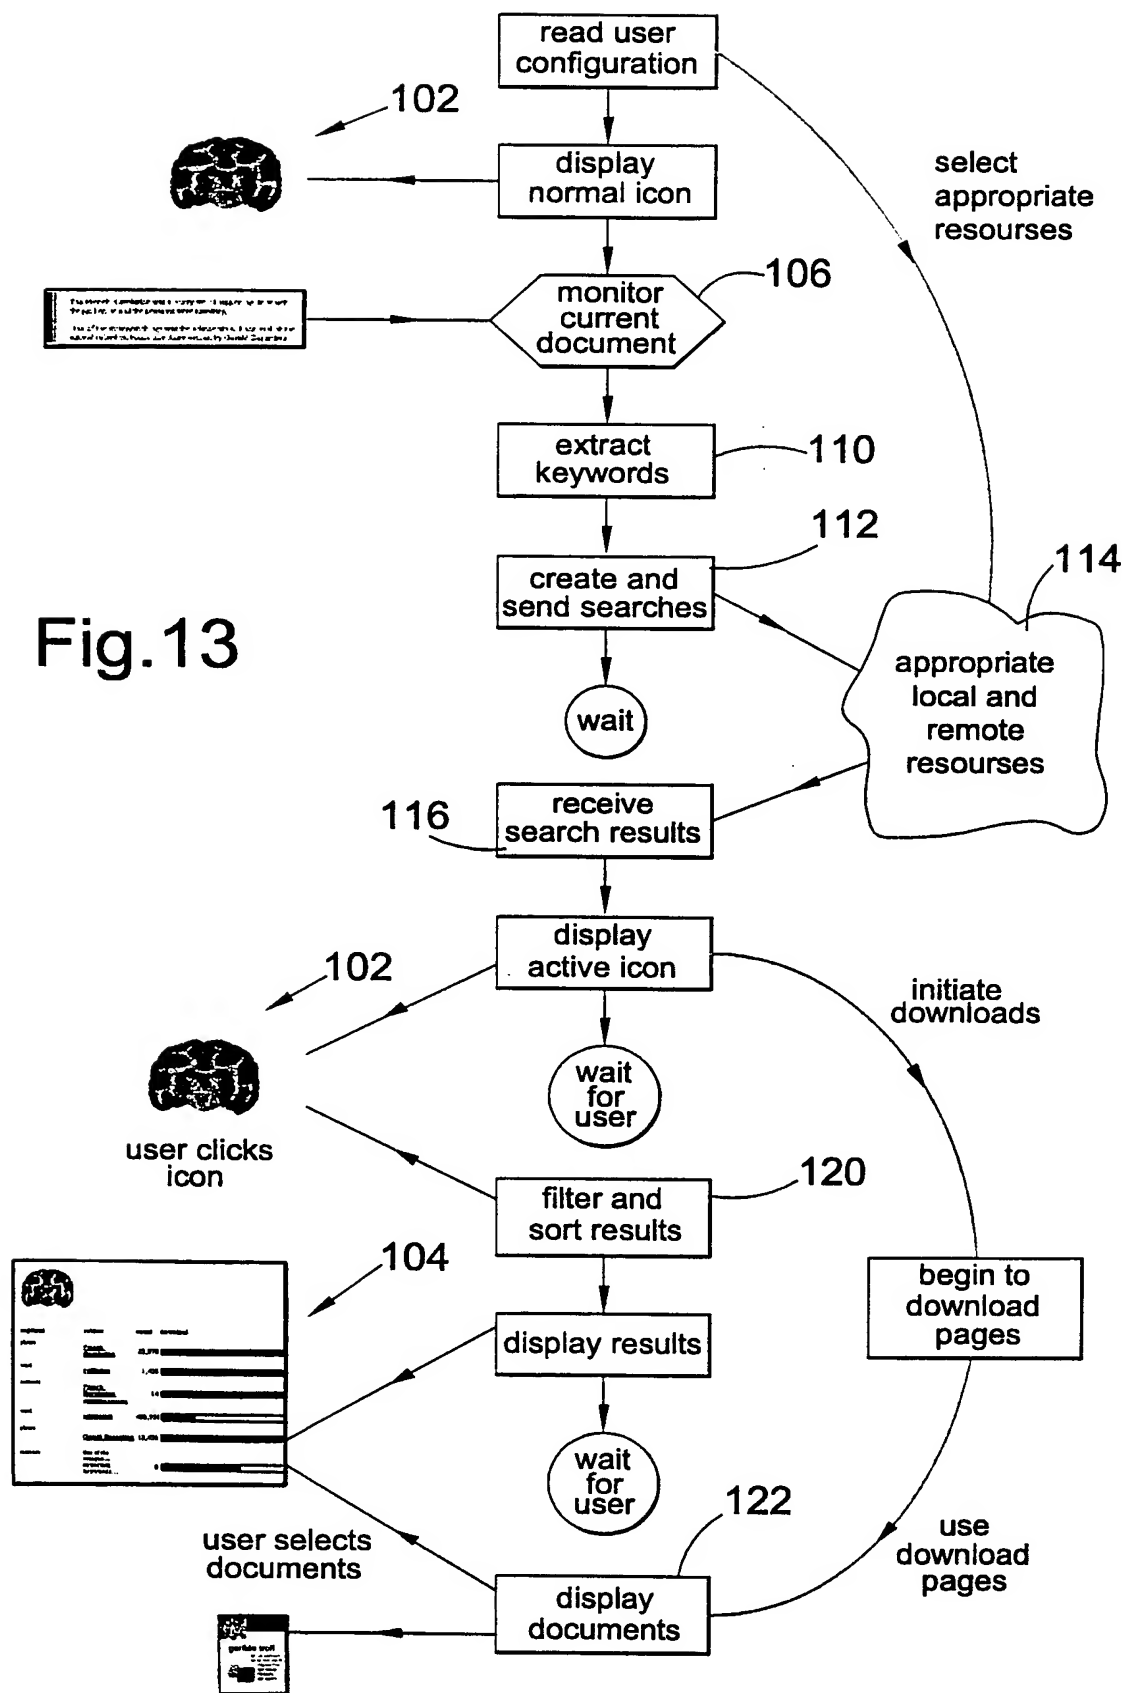 read user
configuration
102
display
normal icon
select
appropriate
resourses
106
monitor
current
document
extract
keywords
110
112
create and
send searches
114
Fig.13
appropriate
local and
remote
resourses
wait
receive
search results
116
display
active icon
102
initiate
downloads
wait
for
user
user clicks
icon
120
filter and
sort results
104
begin to
download
pages
display results
wait
for
user
122
user selects
documents
use
download
pages
display
documents